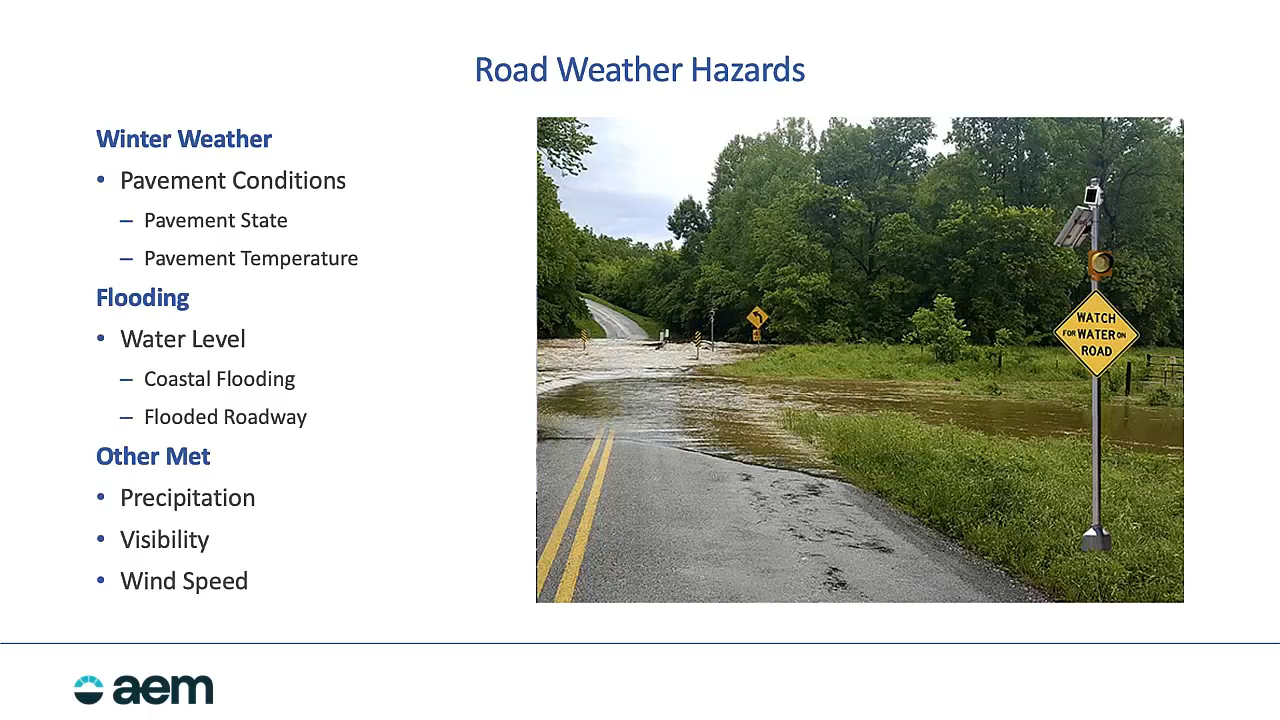 Road Weather Hazards
Winter Weather
• Pavement Conditions
– Pavement State
– Pavement Temperature
Flooding
• Water Level
– Coastal Flooding
– Flooded Roadway
Other Met
• Precipitation
• Visibility
• Wind Speed
WATCH
FOR WATER ON
ROAD
aem